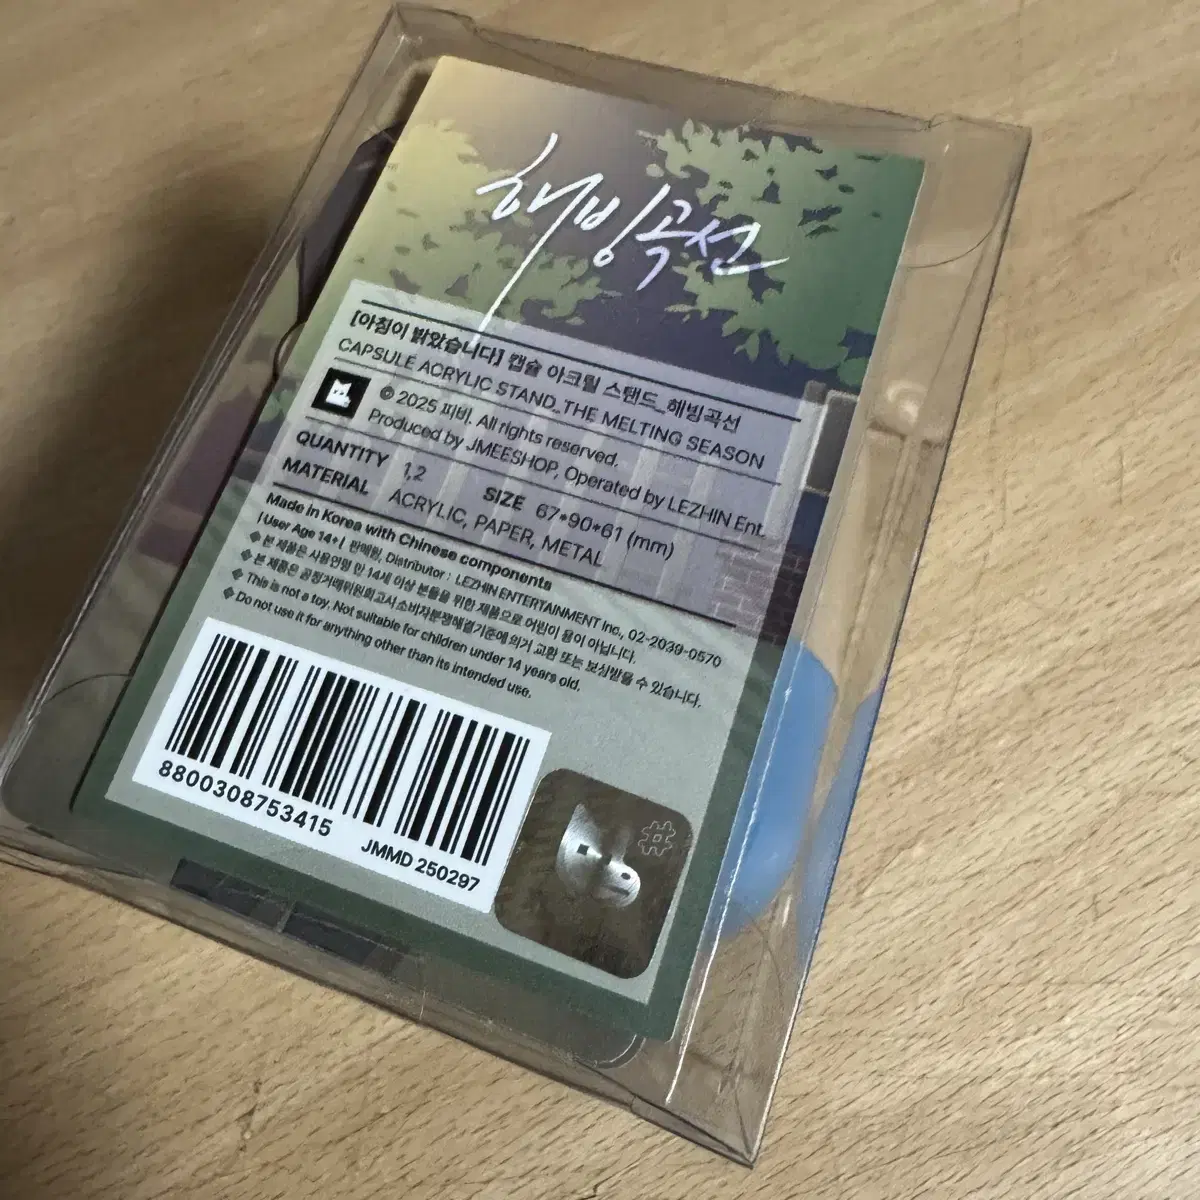 해빙곡선
[아침이 밝았습니다] 캡슐 아크릴 스탠드_해빙곡선
CAPSULE ACRYLIC STAND_THE MELTING SEASON
© 2025 피비. All rights reserved.
Produced by JMEESHOP, Operated by LEZHIN Ent.
QUANTITY 1,2 SIZE 67*90*61 (mm)
MATERIAL ACRYLIC, PAPER, METAL
Made in Korea with Chinese components
| User Age 14+ | 판매원, Distributor : LEZHIN ENTERTAINMENT Inc., 02-2039-0570
◆ 본 제품은 사용연령 만 14세 이상 분들을 위한 제품으로 어린이 용이 아닙니다.
◆ 본 제품은 공정거래위원회고시 소비자분쟁해결기준에 의거 교환 또는 보상받을 수 있습니다.
◆ This is not a toy. Not suitable for children under 14 years old.
◆ Do not use it for anything other than its intended use.
8800308753415
JMMD 250297
#